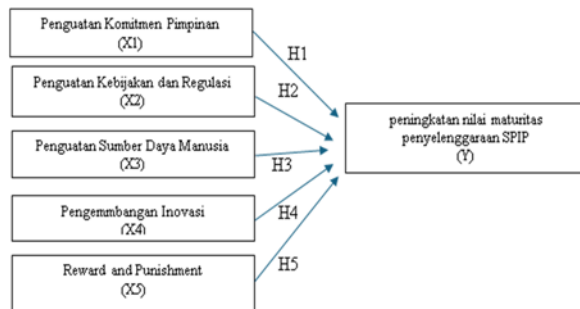 Penguatan Komitmen Pimpinan
(X1)
H1
Penguatan Kebijakan dan Regulasi
(X2)
H2
peningkatan nilai maturitas
penyelenggaraan SPIP
(Y)
Penguatan Sumber Daya Manusia
(X3)
H3
Pengemmbangan Inovasi
(X4)
H4
Reward and Punishment
(X5)
H5